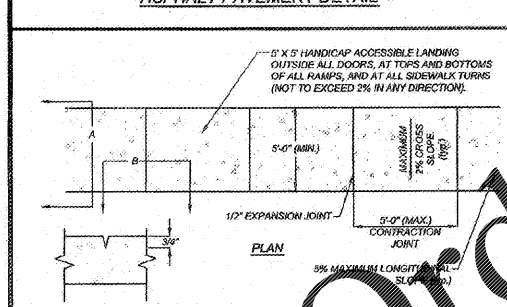 ASPHALT PAVEMENT DETAIL
5' X 5' HANDICAP ACCESSIBLE LANDING
OUTSIDE ALL DOORS, AT TOPS AND BOTTOMS
OF ALL RAMPS, AND AT ALL SIDEWALK TURNS
(NOT TO EXCEED 2% IN ANY DIRECTION).
A
B
5'-0" (MIN.)
MAXIMUM
2% CROSS
SLOPE
(typ.)
1/2" EXPANSION JOINT
5'-0" (MAX.)
CONTRACTION
JOINT
3/4"
PLAN
5% MAXIMUM LONGITUDINAL
SLOPE (typ.)